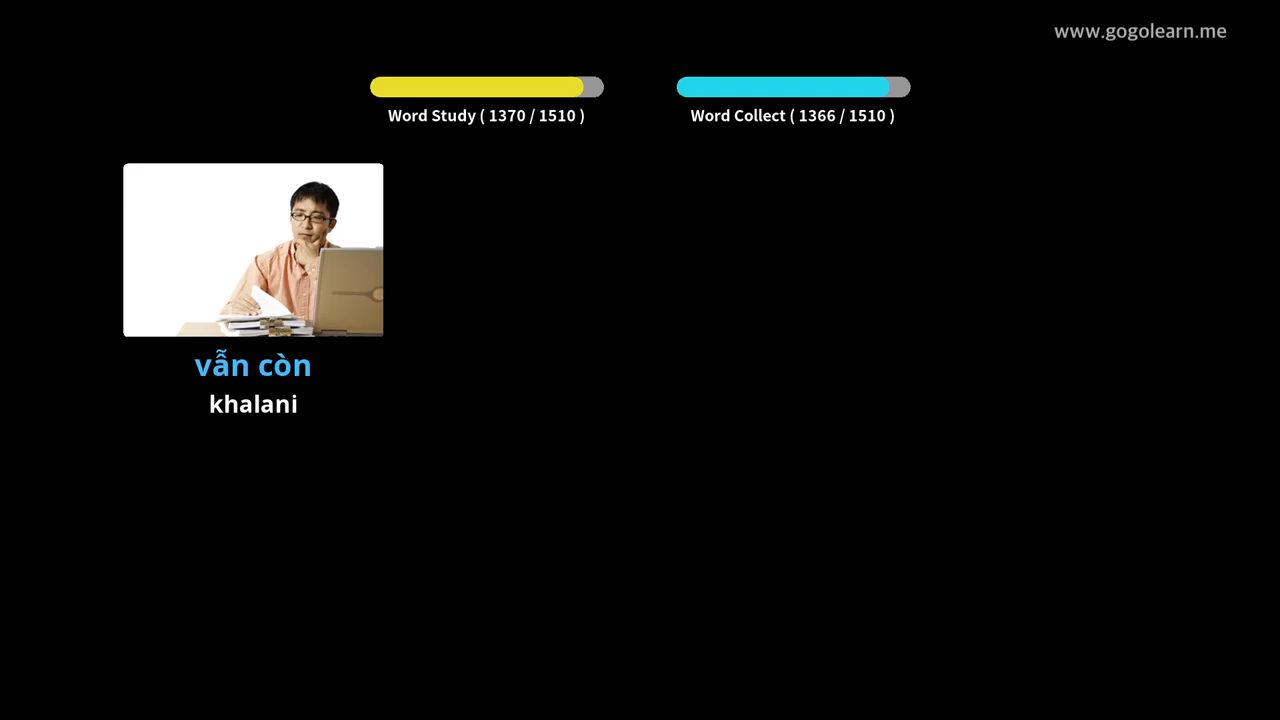 www.gogolearn.me
Word Study ( 1370 / 1510 )
Word Collect ( 1366 / 1510 )
vẫn còn
khalani